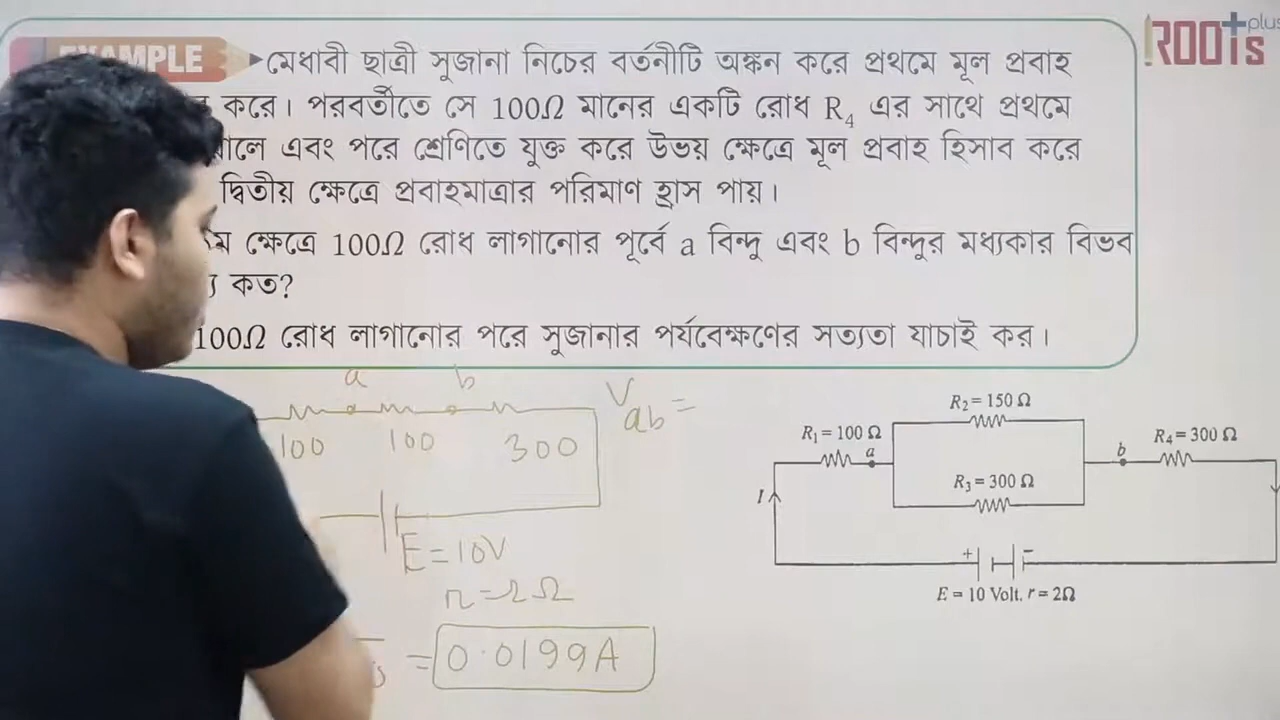 EXAMPLE
মেধাবী ছাত্রী সুজানা নিচের বর্তনীটি অঙ্কন করে প্রথমে মূল প্রবাহ
করে। পরবর্তীতে সে 100Ω মানের একটি রোধ R₄ এর সাথে প্রথমে
এবং পরে শ্রেণিতে যুক্ত করে উভয় ক্ষেত্রে মূল প্রবাহ হিসাব করে
দ্বিতীয় ক্ষেত্রে প্রবাহমাত্রার পরিমাণ হ্রাস পায়।
ক্ষেত্রে 100Ω রোধ লাগানোর পূর্বে a বিন্দু এবং b বিন্দুর মধ্যকার বিভব
কত?
100Ω রোধ লাগানোর পরে সুজানার পর্যবেক্ষণের সত্যতা যাচাই কর।
ROOTs plus
a b
100 100 300
V ab =
E = 10V
r = 2Ω
= 0.0199A
R₂ = 150 Ω
R₁ = 100 Ω
a
b
R₄ = 300 Ω
R₃ = 300 Ω
I
+ −
E = 10 Volt, r = 2Ω